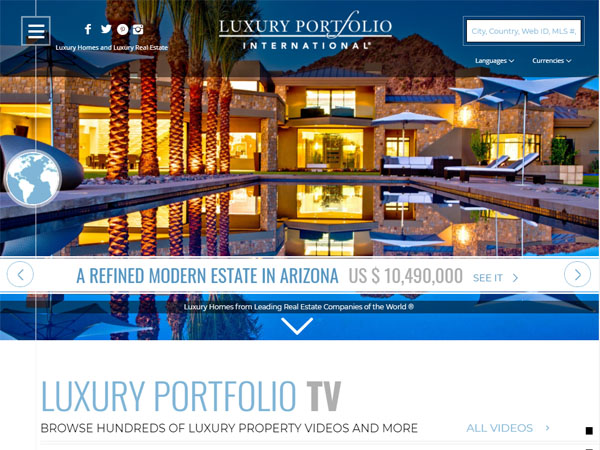 LUXURY PORTFOLIO
INTERNATIONAL®
City, Country, Web ID, MLS #,
Luxury Homes and Luxury Real Estate
Languages
Currencies
A REFINED MODERN ESTATE IN ARIZONA US $ 10,490,000 SEE IT
Luxury Homes from Leading Real Estate Companies of the World ®
LUXURY PORTFOLIO TV
BROWSE HUNDREDS OF LUXURY PROPERTY VIDEOS AND MORE
ALL VIDEOS